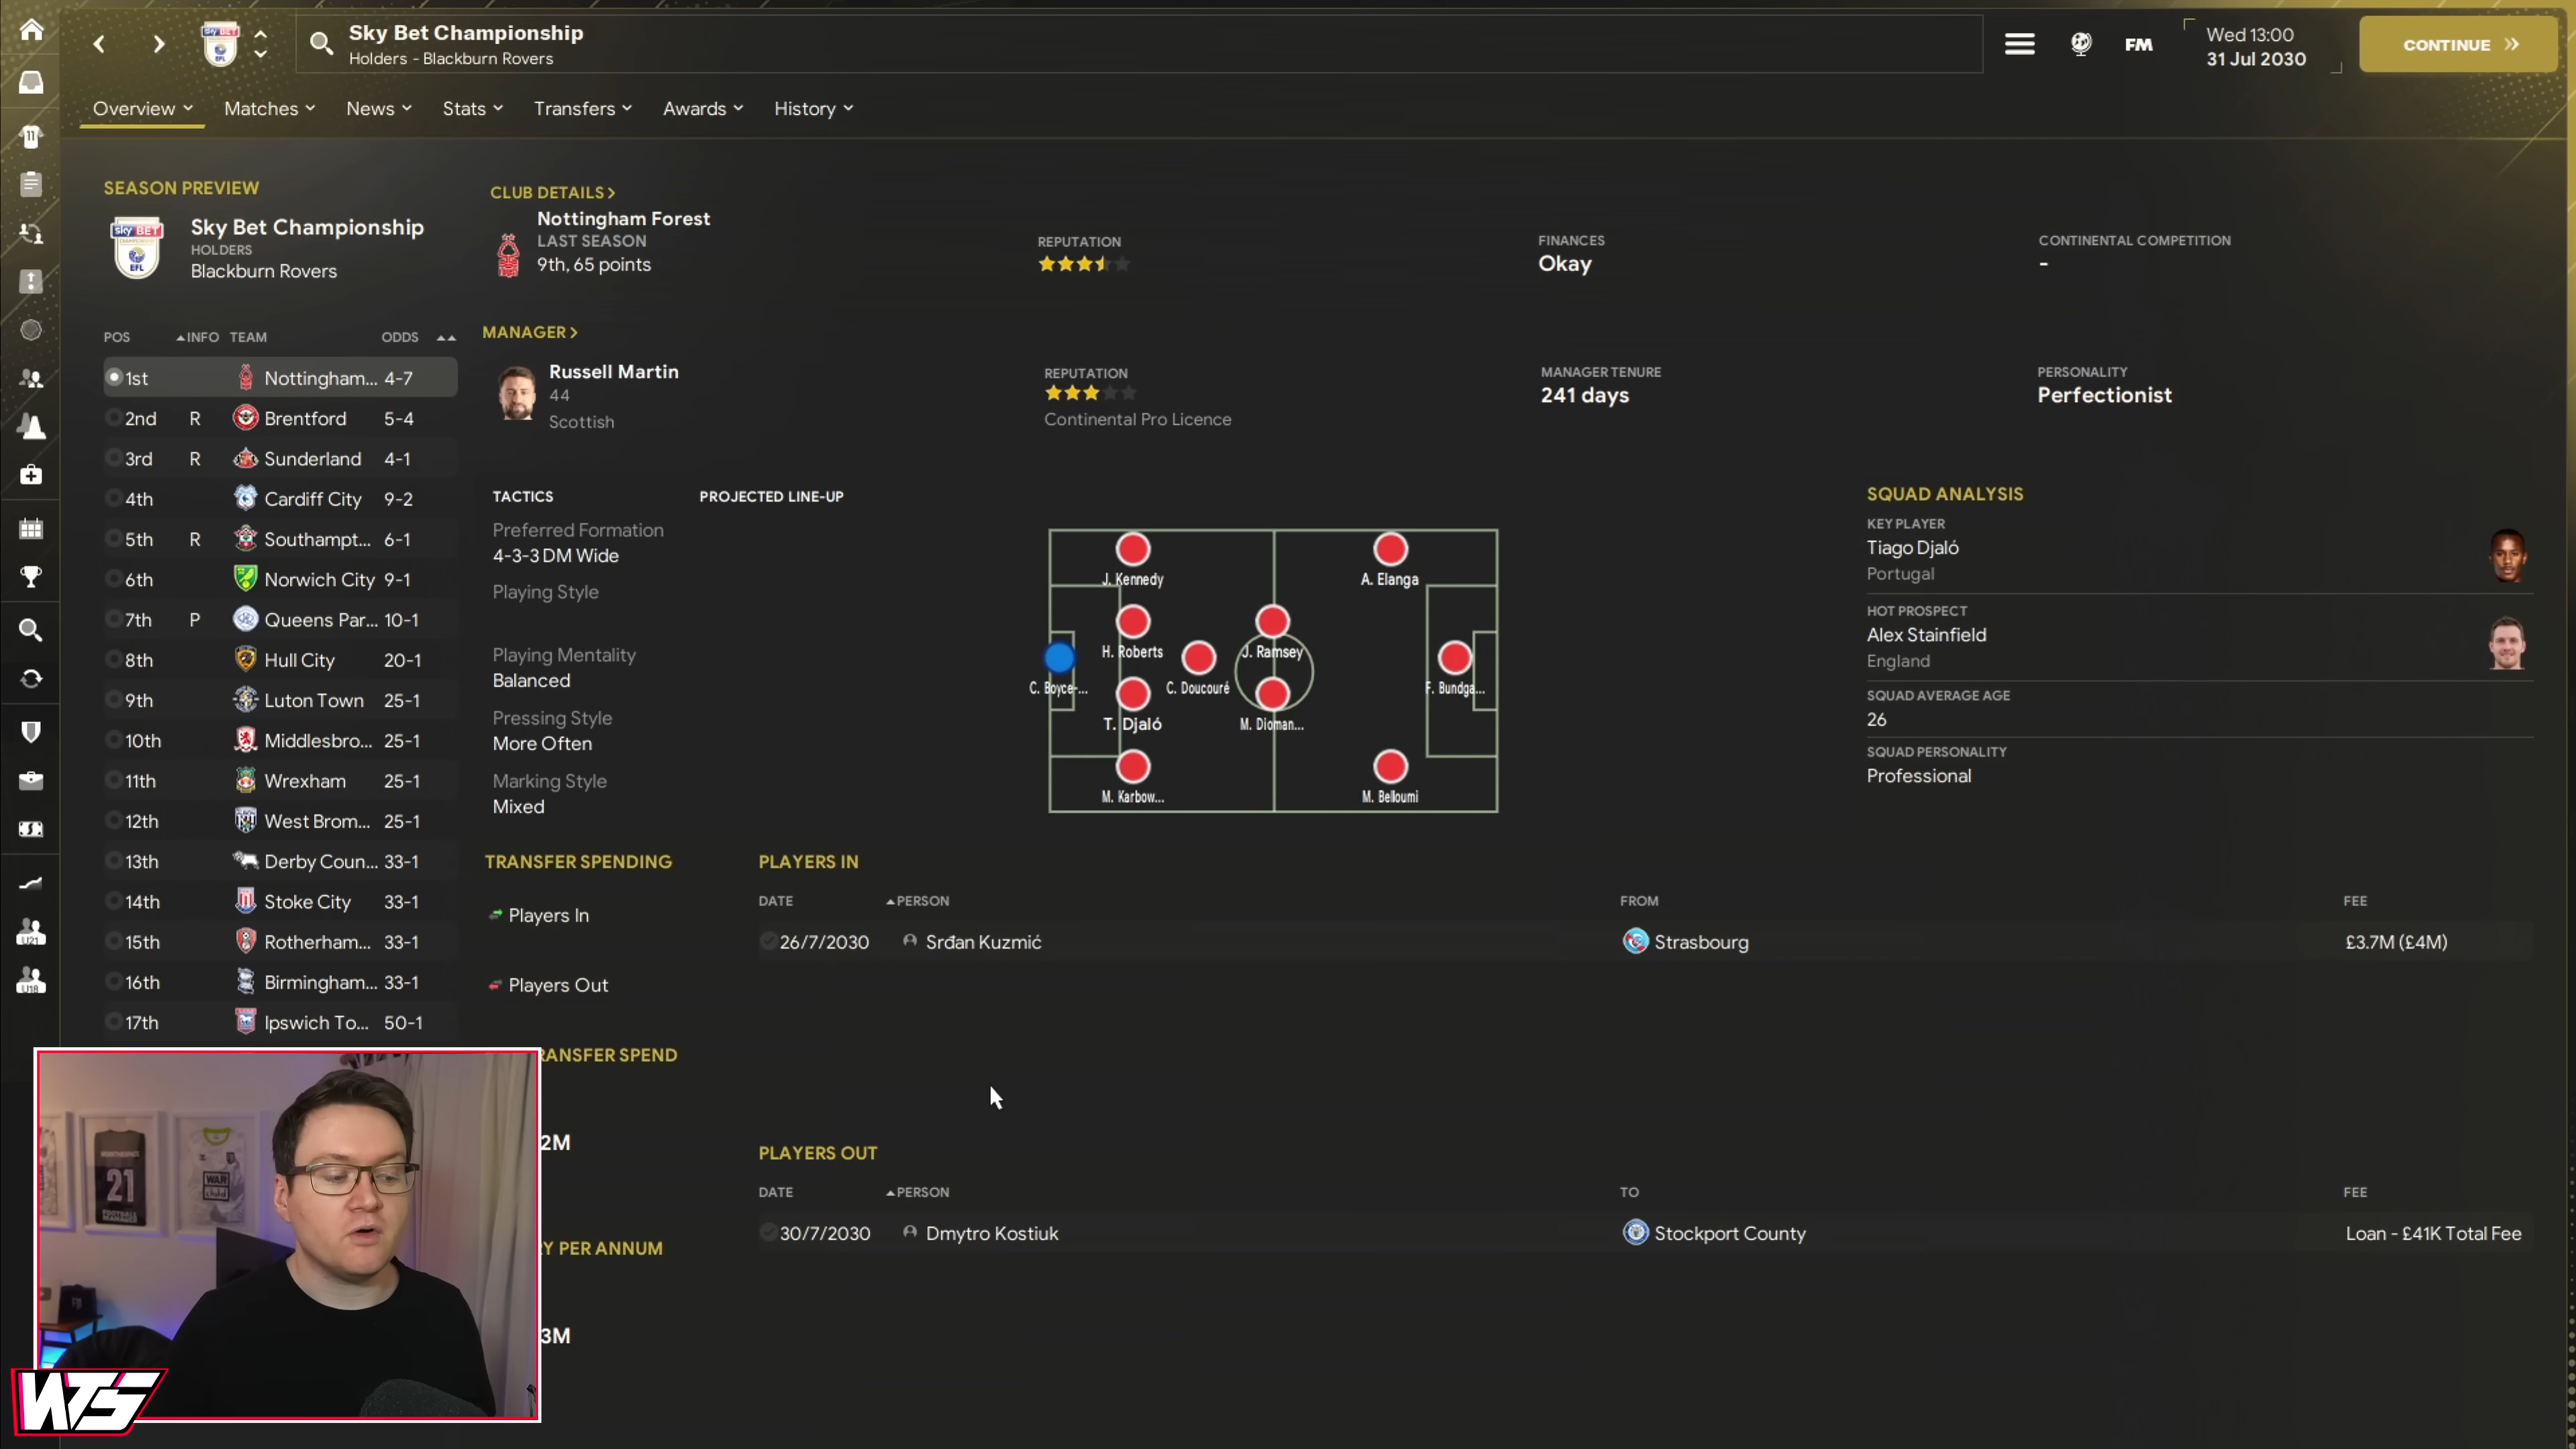 Sky Bet Championship
Holders - Blackburn Rovers
FM
Wed 13:00
31 Jul 2030
CONTINUE
Overview
Matches
News
Stats
Transfers
Awards
History
SEASON PREVIEW
Sky Bet Championship
HOLDERS
Blackburn Rovers
POS INFO TEAM ODDS
1st Nottingham... 4-7
2nd R Brentford 5-4
3rd R Sunderland 4-1
4th Cardiff City 9-2
5th R Southampt... 6-1
6th Norwich City 9-1
7th P Queens Par... 10-1
8th Hull City 20-1
9th Luton Town 25-1
10th Middlesbro... 25-1
11th Wrexham 25-1
12th West Brom... 25-1
13th Derby Coun... 33-1
14th Stoke City 33-1
15th Rotherham... 33-1
16th Birmingham... 33-1
17th Ipswich To... 50-1
CLUB DETAILS >
Nottingham Forest
LAST SEASON
9th, 65 points
REPUTATION
FINANCES
Okay
CONTINENTAL COMPETITION
-
MANAGER >
Russell Martin
44
Scottish
REPUTATION
Continental Pro Licence
MANAGER TENURE
241 days
PERSONALITY
Perfectionist
TACTICS
Preferred Formation
4-3-3 DM Wide
Playing Style
Playing Mentality
Balanced
Pressing Style
More Often
Marking Style
Mixed
PROJECTED LINE-UP
J. Kennedy
A. Elanga
H. Roberts
J. Ramsey
C. Boyce-...
C. Doucouré
F. Bundga...
T. Djaló
M. Dioman...
M. Karbow...
M. Belloumi
SQUAD ANALYSIS
KEY PLAYER
Tiago Djaló
Portugal
HOT PROSPECT
Alex Stainfield
England
SQUAD AVERAGE AGE
26
SQUAD PERSONALITY
Professional
TRANSFER SPENDING
Players In
Players Out
RANSFER SPEND
2M
Y PER ANNUM
3M
PLAYERS IN
DATE PERSON FROM FEE
26/7/2030 Srđan Kuzmić Strasbourg £3.7M (£4M)
PLAYERS OUT
DATE PERSON TO FEE
30/7/2030 Dmytro Kostiuk Stockport County Loan - £41K Total Fee
11
U21
U18
21
WAR
WTS